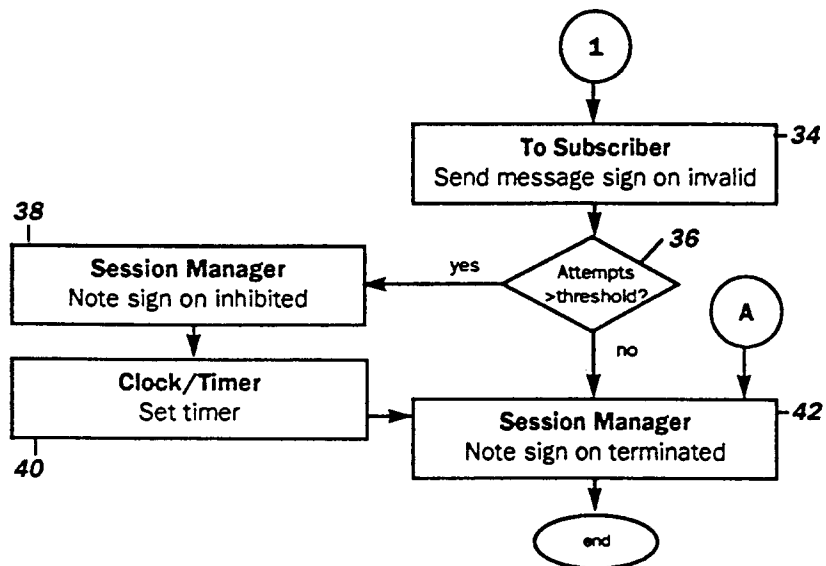 1
34
To Subscriber
Send message sign on invalid
38
36
Session Manager
Note sign on inhibited
yes
Attempts
>threshold?
A
no
Clock/Timer
Set timer
40
42
Session Manager
Note sign on terminated
end